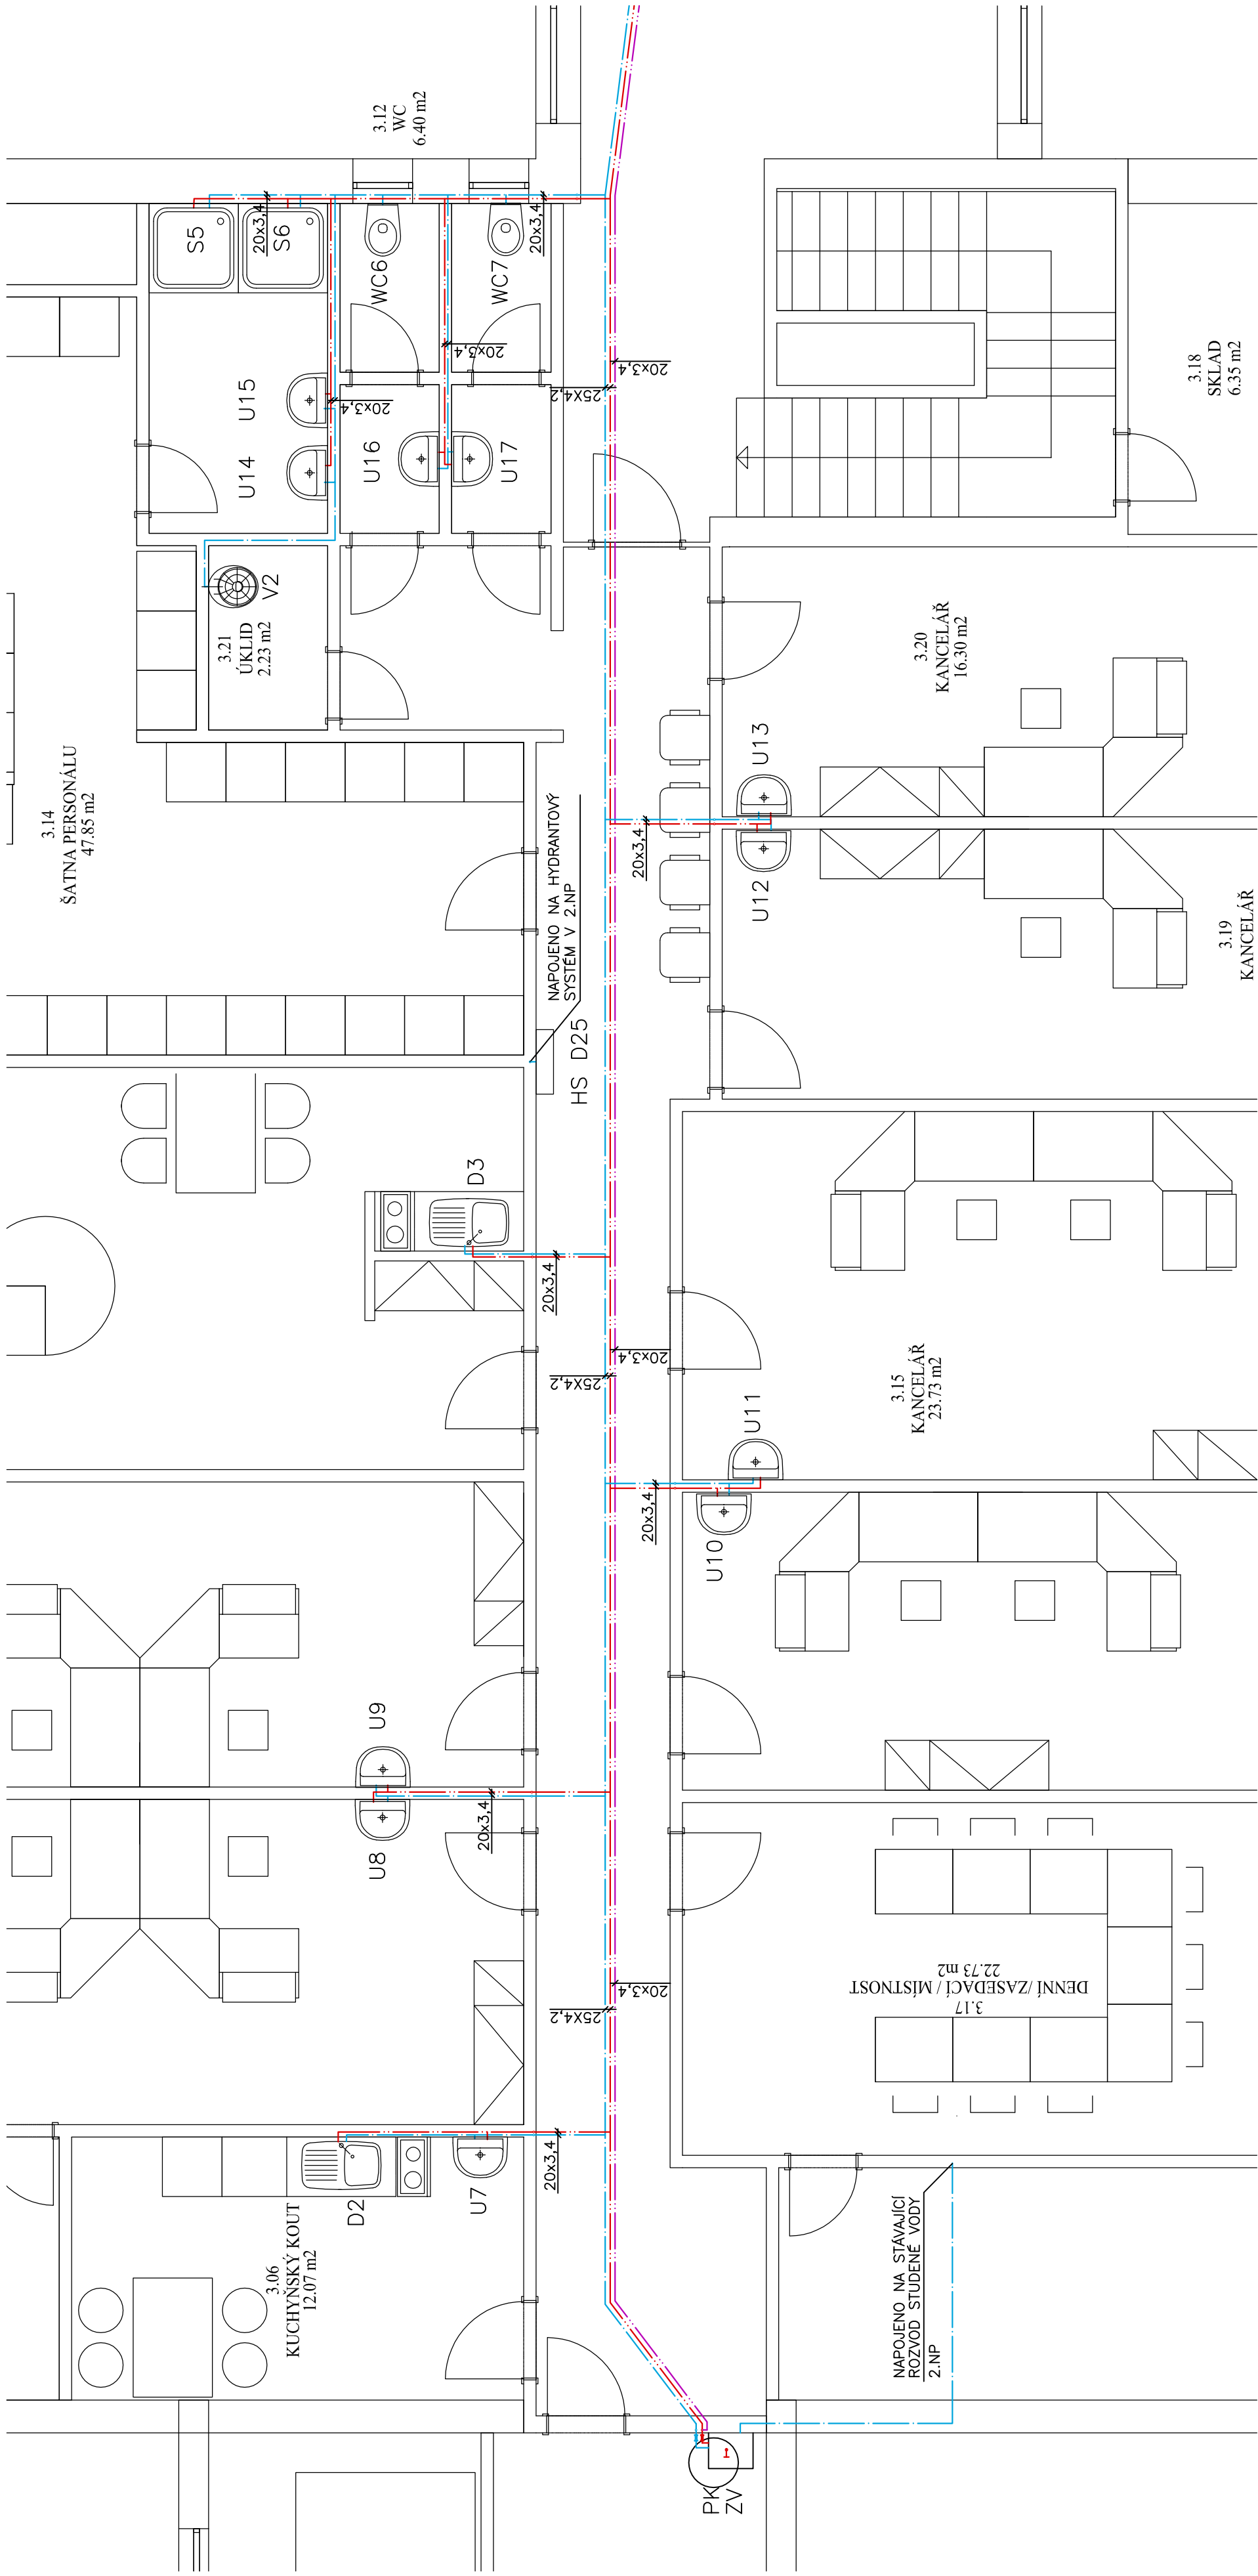 3.12
WC
6.40 m2
S5
S6
20x3,4
20x3,4
WC6
WC7
20x3,4
20x3,4
25X4,2
20x3,4
U15
U14
U16
U17
3.18
SKLAD
6.35 m2
V2
3.21
ÚKLID
2.23 m2
3.20
KANCELÁŘ
16.30 m2
3.14
ŠATNA PERSONÁLU
47.85 m2
U13
U12
20x3,4
NAPOJENO NA HYDRANTOVÝ
SYSTÉM V 2.NP
HS D25
3.19
KANCELÁŘ
D3
20x3,4
25X4,2
20x3,4
3.15
KANCELÁŘ
23.73 m2
U11
U10
20x3,4
U9
U8
20x3,4
25X4,2
20x3,4
3.17
DENNÍ /ZASEDACÍ / MÍSTNOST
22.73 m2
20x3,4
D2
U7
3.06
KUCHYŇSKÝ KOUT
12.07 m2
NAPOJENO NA STÁVAJÍCÍ
ROZVOD STUDENÉ VODY
2.NP
PK
ZV